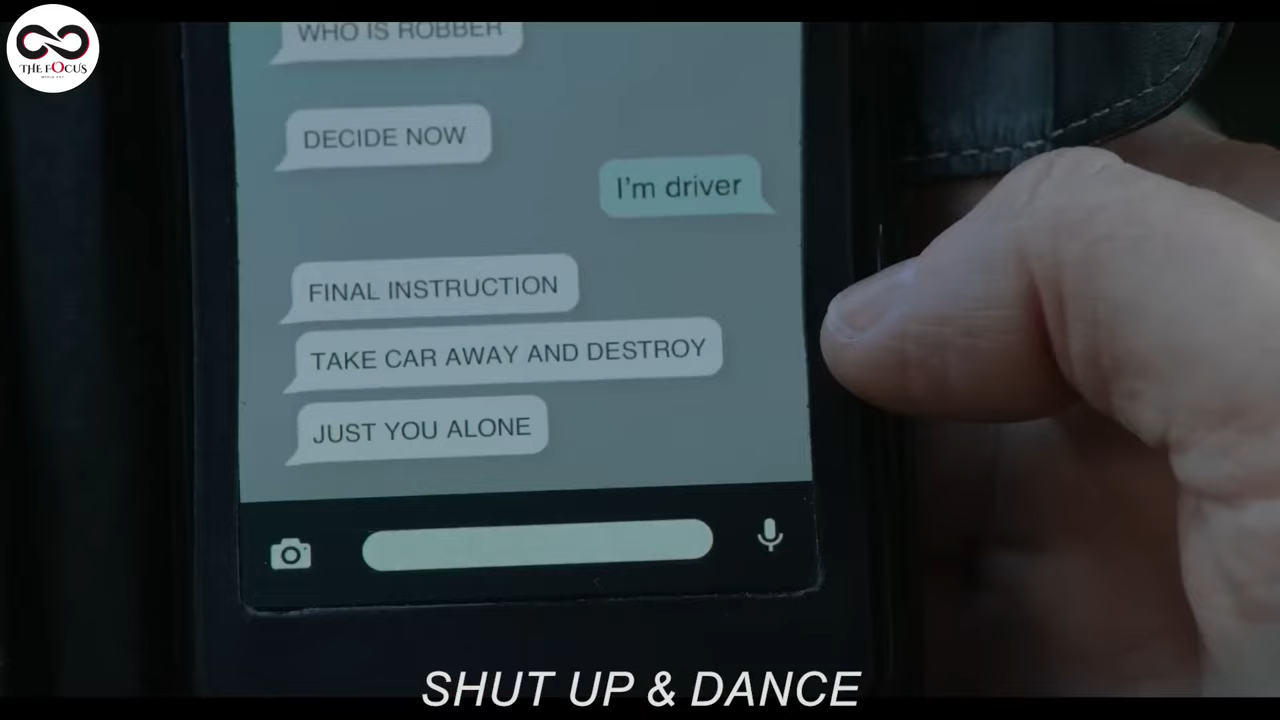 THE FOCUS
WHO IS ROBBER
DECIDE NOW
I'm driver
FINAL INSTRUCTION
TAKE CAR AWAY AND DESTROY
JUST YOU ALONE
SHUT UP & DANCE